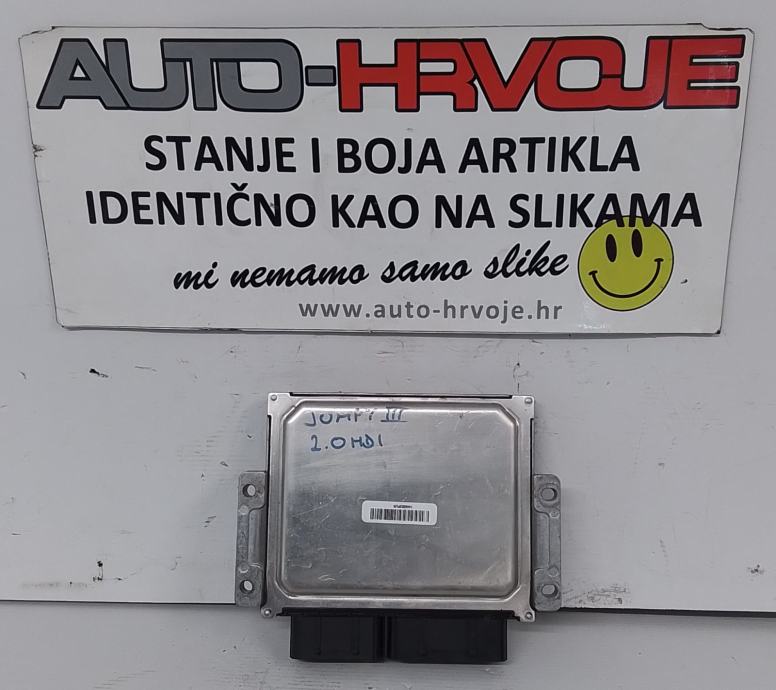 AUTO-HRVOJE
STANJE I BOJA ARTIKLA
IDENTIČNO KAO NA SLIKAMA
mi nemamo samo slike
www.auto-hrvoje.hr
JUMPY III
2.0 HDI